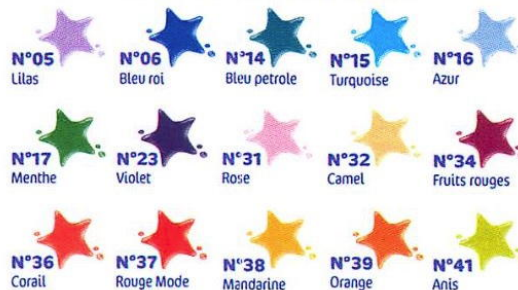 N°05 N°06 N°14 N°15 N°16
Lilas Bleu roi Bleu petrole Turquoise Azur
N°17 N°23 N°31 N°32 N°34
Menthe Violet Rose Camel Fruits rouges
N°36 N°37 N°38 N°39 N°41
Corail Rouge Mode Mandarine Orange Anis